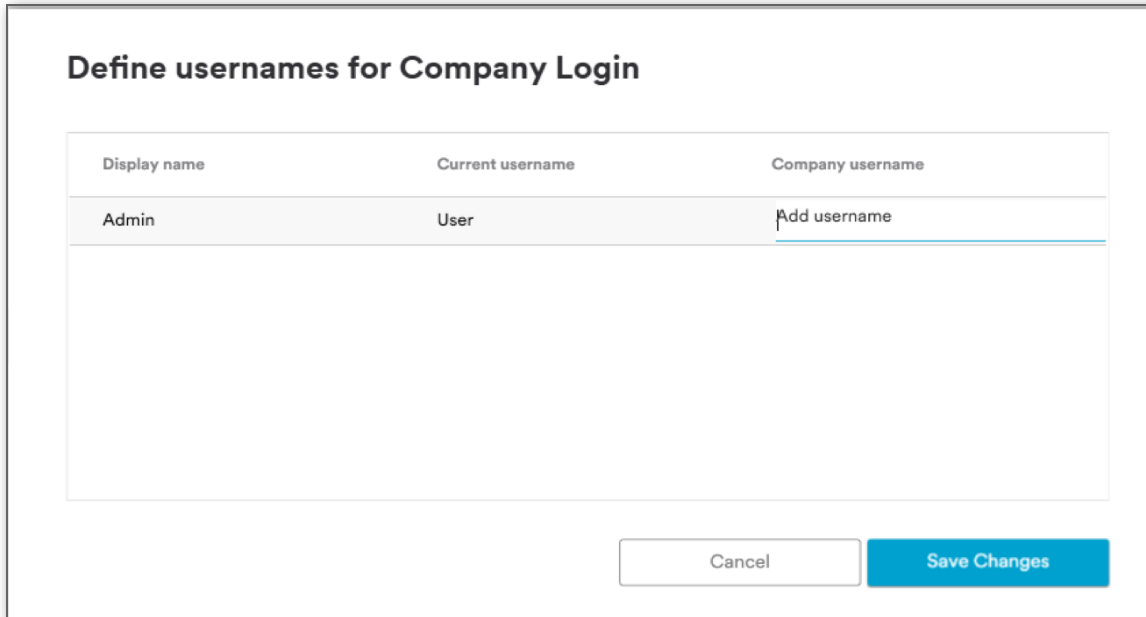 Define usernames for Company Login
Display name Current username Company username
Admin User Add username
Cancel Save Changes